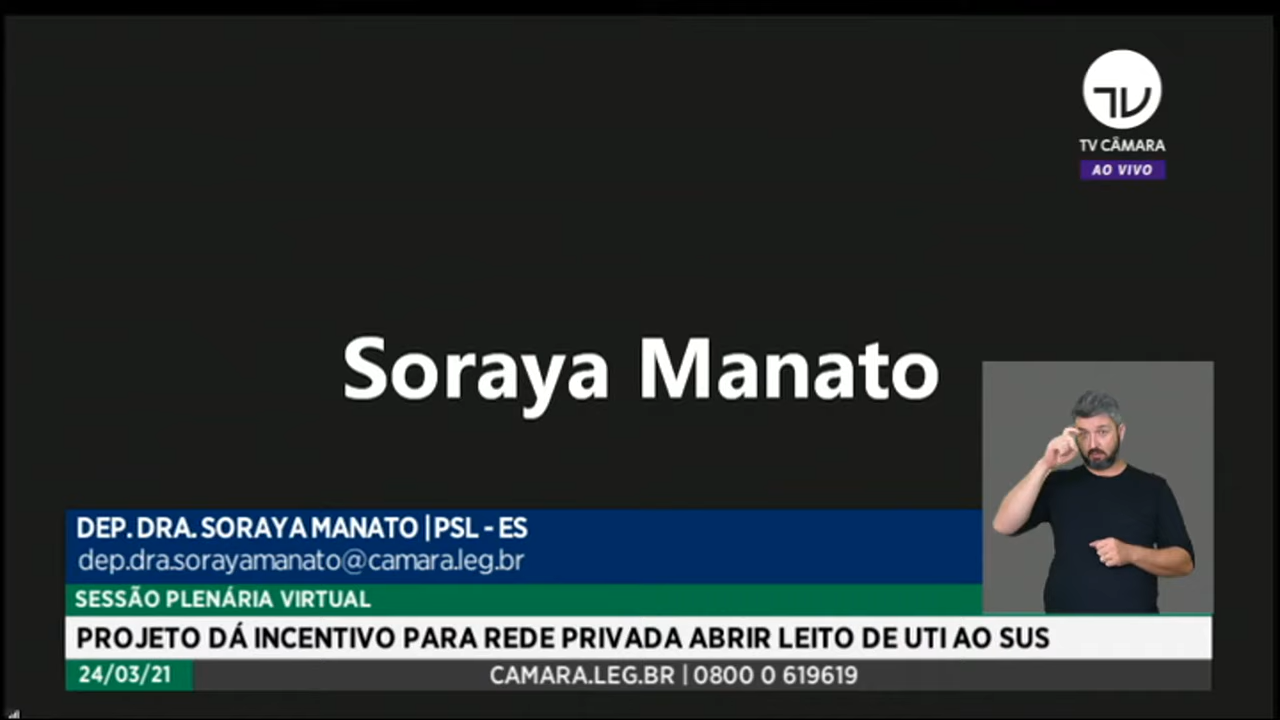 TV
TV CÂMARA
AO VIVO
Soraya Manato
DEP. DRA. SORAYA MANATO | PSL - ES
dep.dra.sorayamanato@camara.leg.br
SESSÃO PLENÁRIA VIRTUAL
PROJETO DÁ INCENTIVO PARA REDE PRIVADA ABRIR LEITO DE UTI AO SUS
24/03/21
CAMARA.LEG.BR | 0800 0 619619